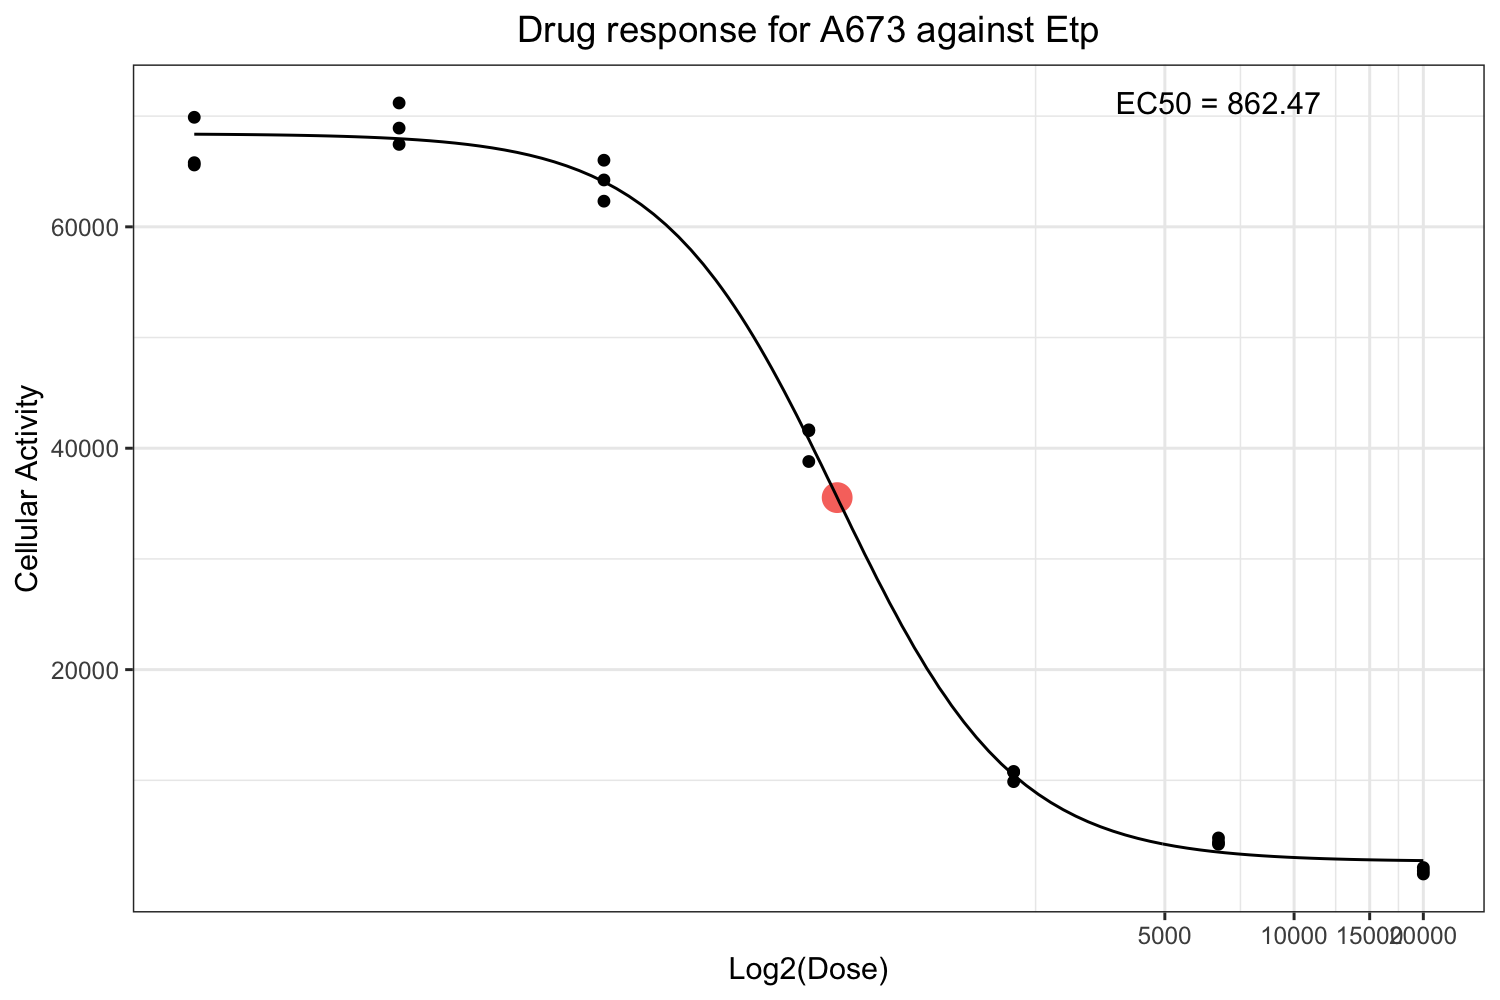 Drug response for A673 against Etp
EC50 = 862.47
60000
40000
20000
Cellular Activity
5000 10000 15000 20000
Log2(Dose)